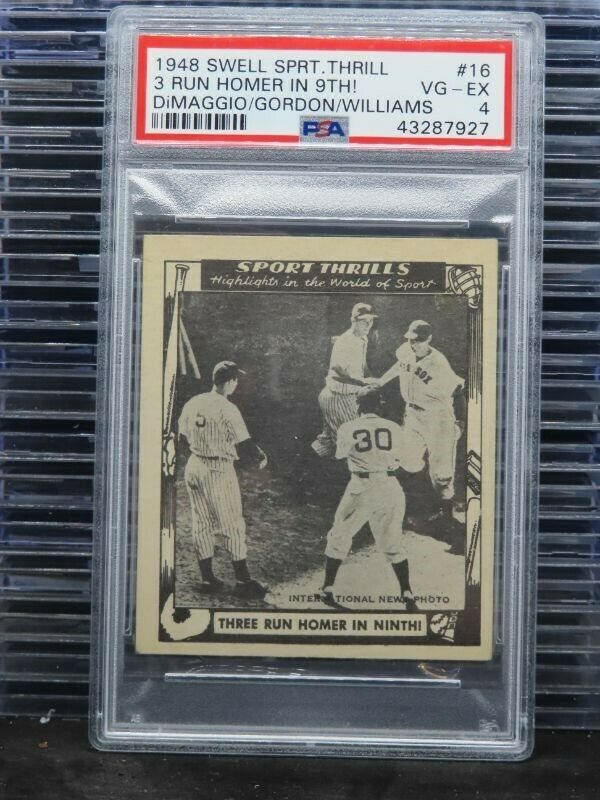 1948 SWELL SPRT.THRILL #16
3 RUN HOMER IN 9TH! VG-EX
DiMAGGIO/GORDON/WILLIAMS 4
PSA 43287927
SPORT THRILLS
Highlights in the World of Sport
5
SOX
30
INTERNATIONAL NEWS PHOTO
THREE RUN HOMER IN NINTH!